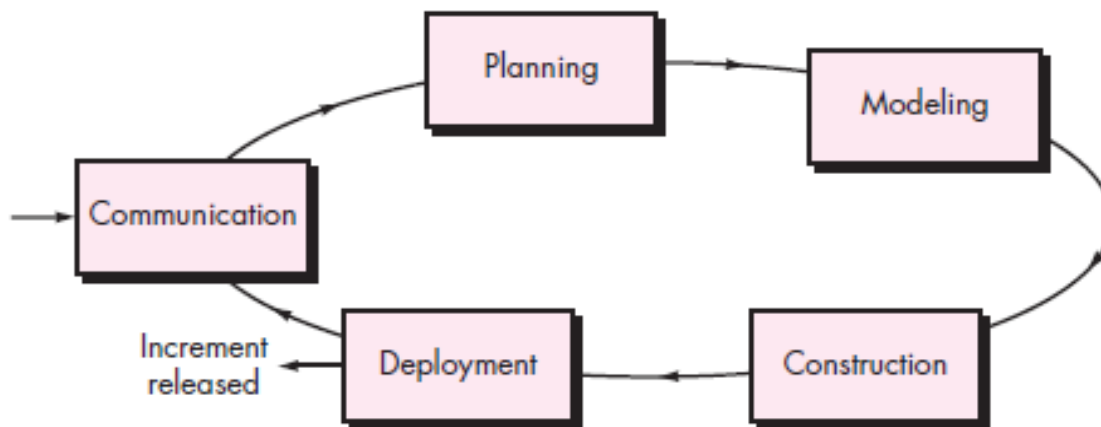 Planning
Modeling
Communication
Increment
released
Deployment
Construction